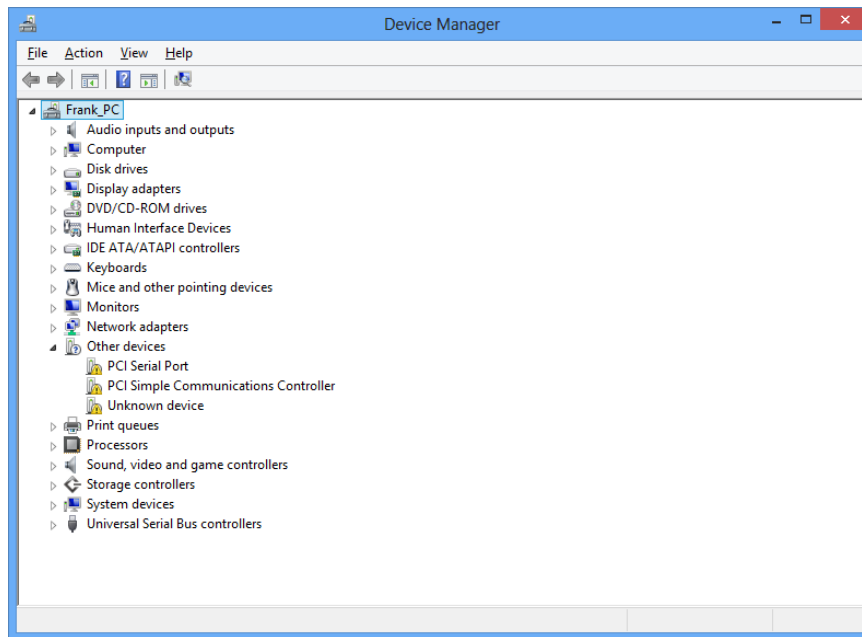 Device Manager
File Action View Help
Frank_PC
Audio inputs and outputs
Computer
Disk drives
Display adapters
DVD/CD-ROM drives
Human Interface Devices
IDE ATA/ATAPI controllers
Keyboards
Mice and other pointing devices
Monitors
Network adapters
Other devices
PCI Serial Port
PCI Simple Communications Controller
Unknown device
Print queues
Processors
Sound, video and game controllers
Storage controllers
System devices
Universal Serial Bus controllers